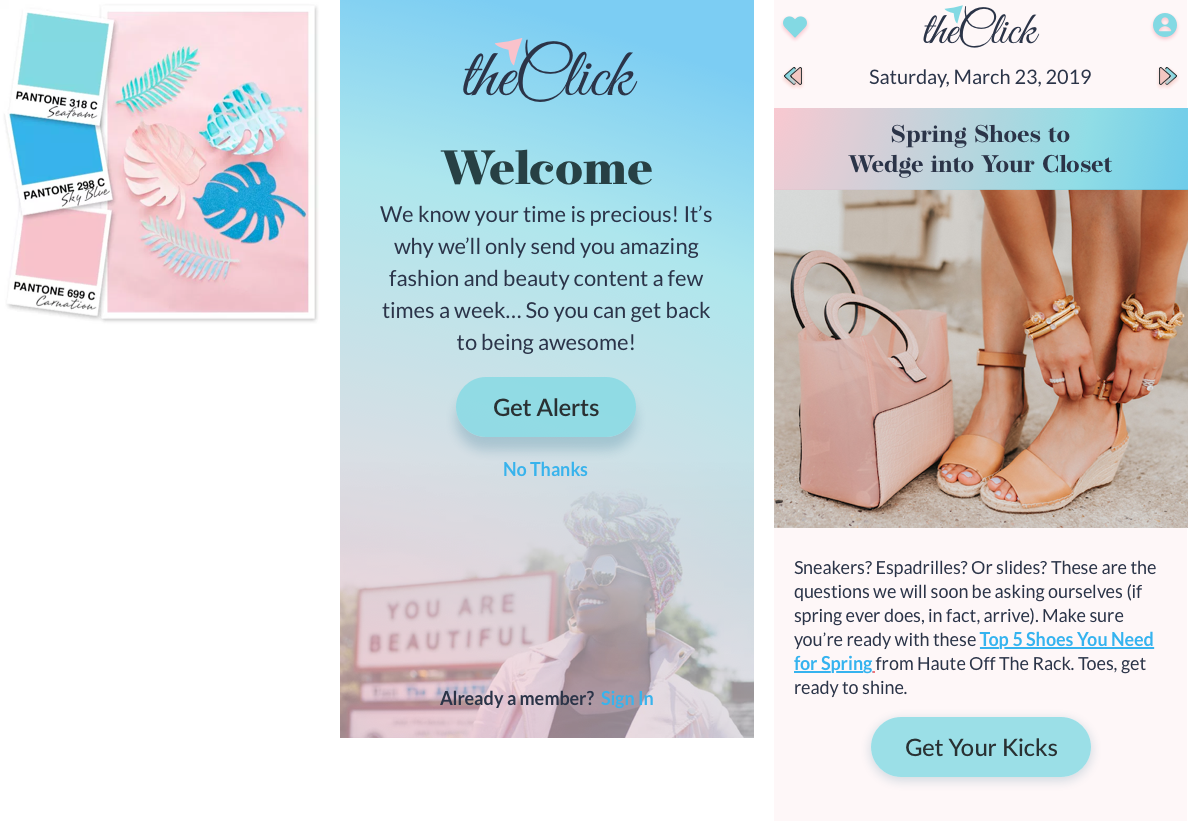 PANTONE 318 C
Seafoam
PANTONE 298 C
Sky Blue
PANTONE 699 C
Carnation
theClick
Welcome
We know your time is precious! It’s
why we’ll only send you amazing
fashion and beauty content a few
times a week... So you can get back
to being awesome!
Get Alerts
No Thanks
YOU ARE
BEAUTIFUL
Already a member? Sign In
theClick
Saturday, March 23, 2019
Spring Shoes to
Wedge into Your Closet
Sneakers? Espadrilles? Or slides? These are the
questions we will soon be asking ourselves (if
spring ever does, in fact, arrive). Make sure
you’re ready with these Top 5 Shoes You Need
for Spring from Haute Off The Rack. Toes, get
ready to shine.
Get Your Kicks